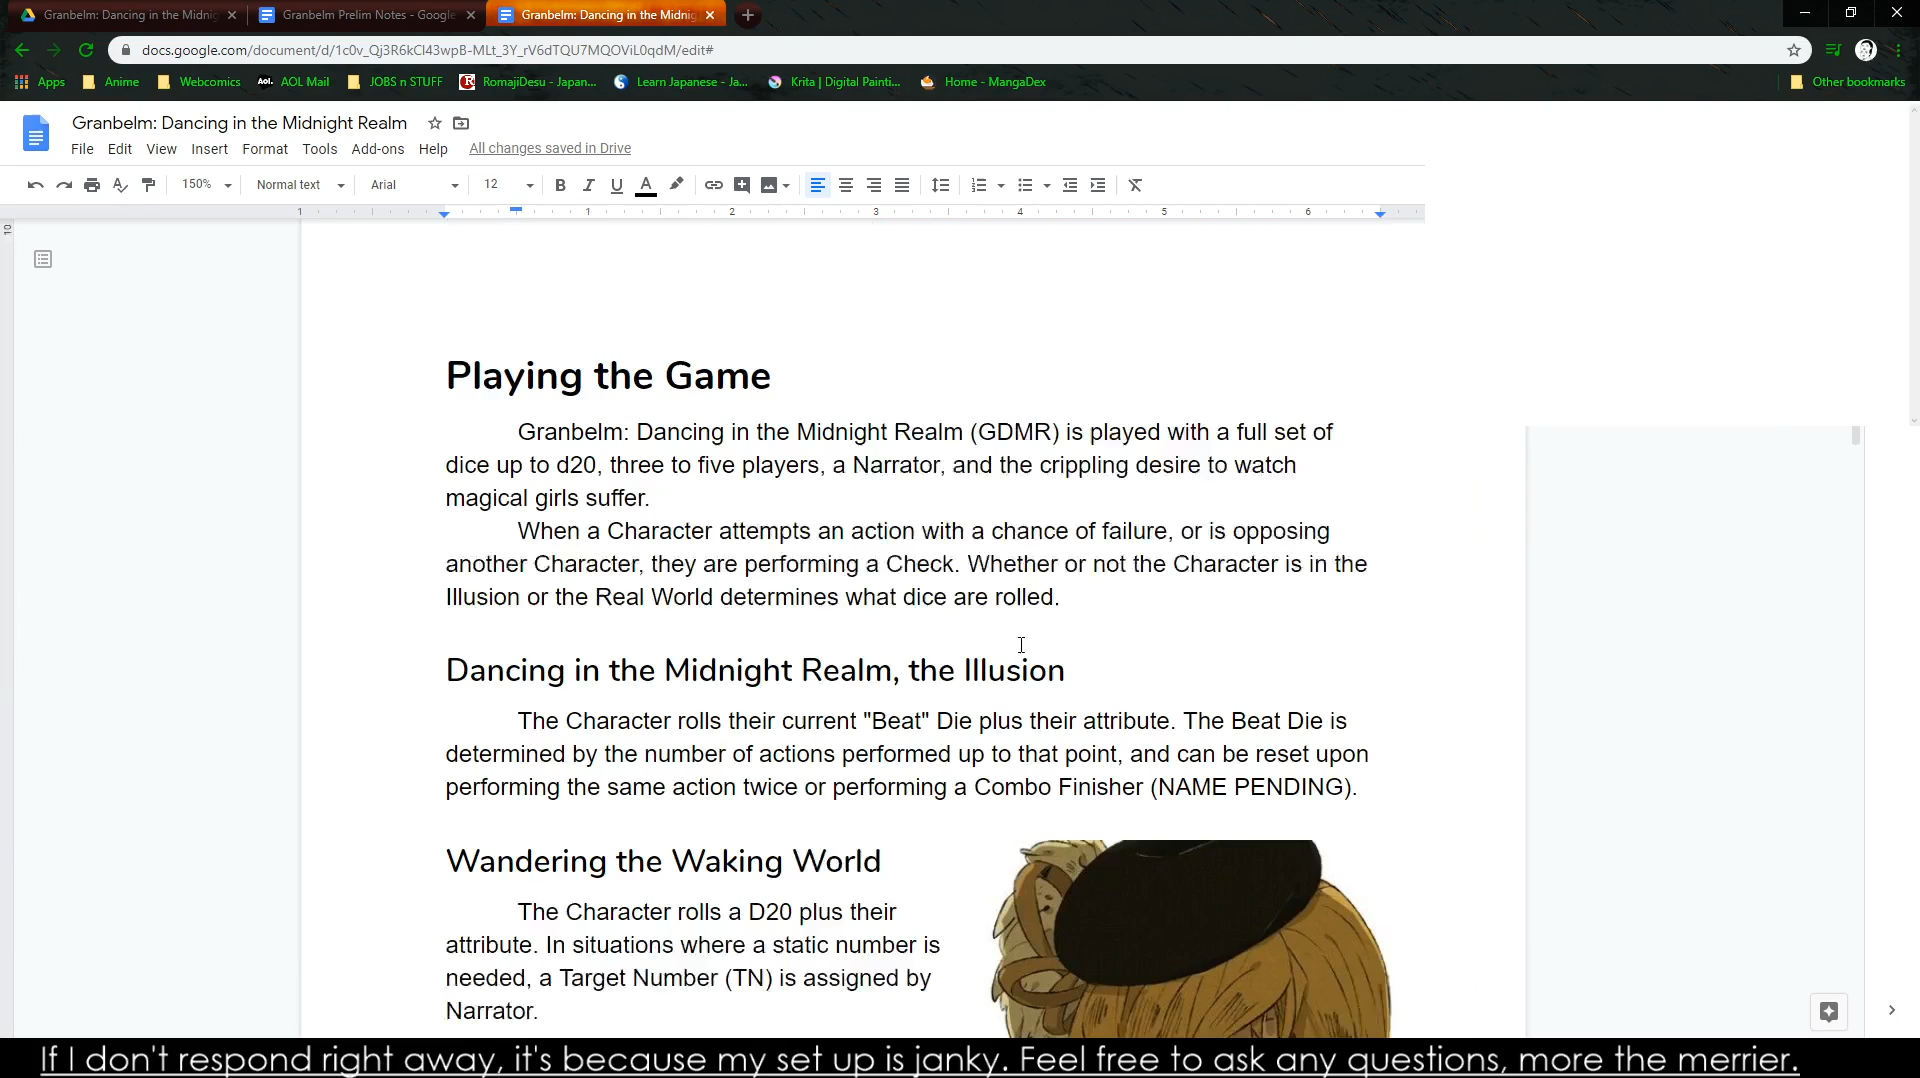 Granbelm: Dancing in the Midnig
Granbelm Prelim Notes - Google
Granbelm: Dancing in the Midnig
docs.google.com/document/d/1c0v_Qj3R6kCl43wpB-MLt_3Y_rV6dTQU7MQOViL0qdM/edit#
Apps Anime Webcomics Aol. AOL Mail JOBS n STUFF RomajiDesu - Japan... Learn Japanese - Ja... Krita | Digital Painti... Home - MangaDex Other bookmarks
Granbelm: Dancing in the Midnight Realm
File Edit View Insert Format Tools Add-ons Help All changes saved in Drive
150% Normal text Arial 12 B I U A
1 1 2 3 4 5 6
10
Playing the Game
Granbelm: Dancing in the Midnight Realm (GDMR) is played with a full set of
dice up to d20, three to five players, a Narrator, and the crippling desire to watch
magical girls suffer.
When a Character attempts an action with a chance of failure, or is opposing
another Character, they are performing a Check. Whether or not the Character is in the
Illusion or the Real World determines what dice are rolled.
Dancing in the Midnight Realm, the Illusion
The Character rolls their current "Beat" Die plus their attribute. The Beat Die is
determined by the number of actions performed up to that point, and can be reset upon
performing the same action twice or performing a Combo Finisher (NAME PENDING).
Wandering the Waking World
The Character rolls a D20 plus their
attribute. In situations where a static number is
needed, a Target Number (TN) is assigned by
Narrator.
If I don't respond right away, it's because my set up is janky. Feel free to ask any questions, more the merrier.